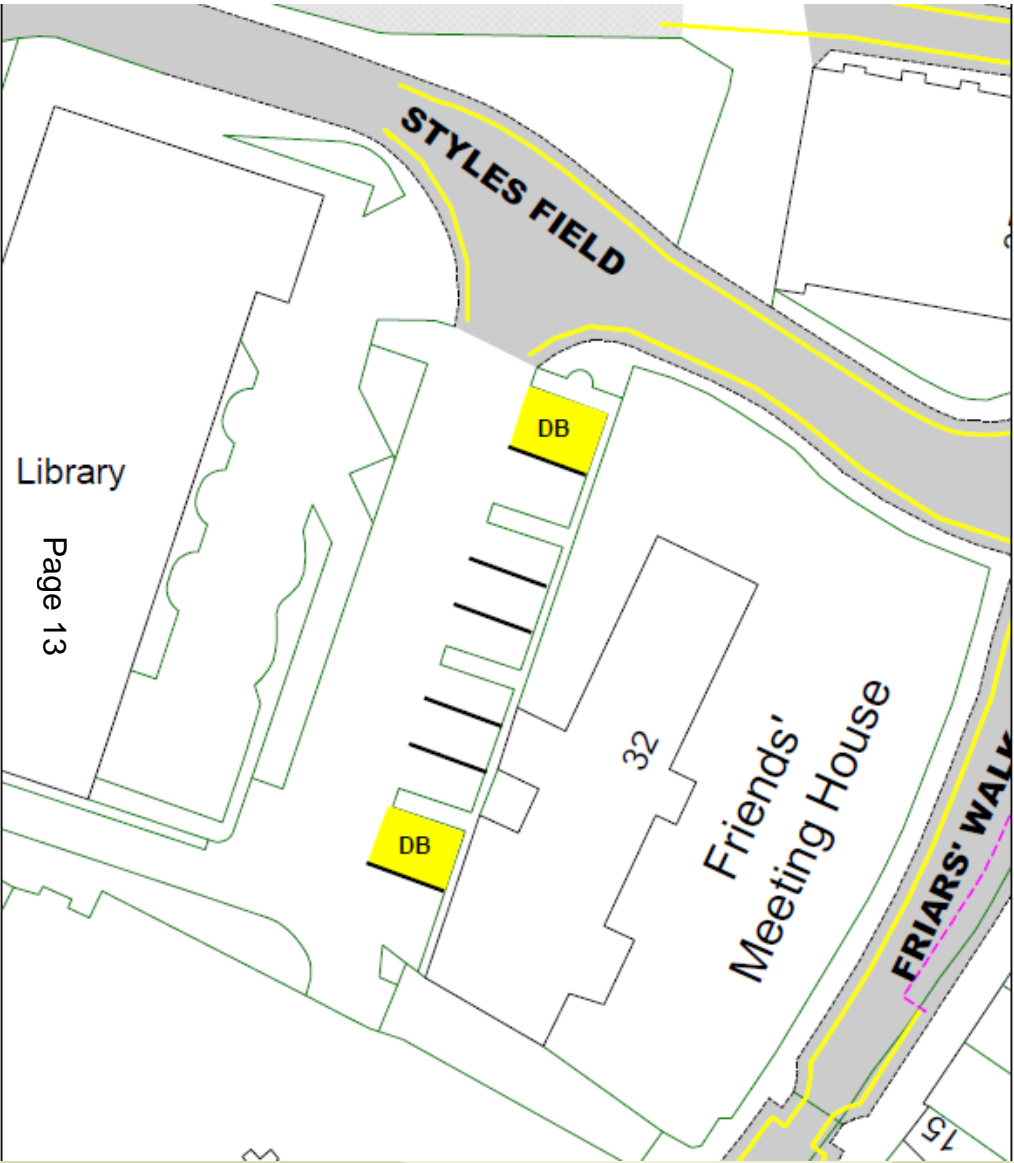 STYLES FIELD
DB
Library
Page 13
32
Friends'
Meeting House
DB
FRIARS' WALK
15